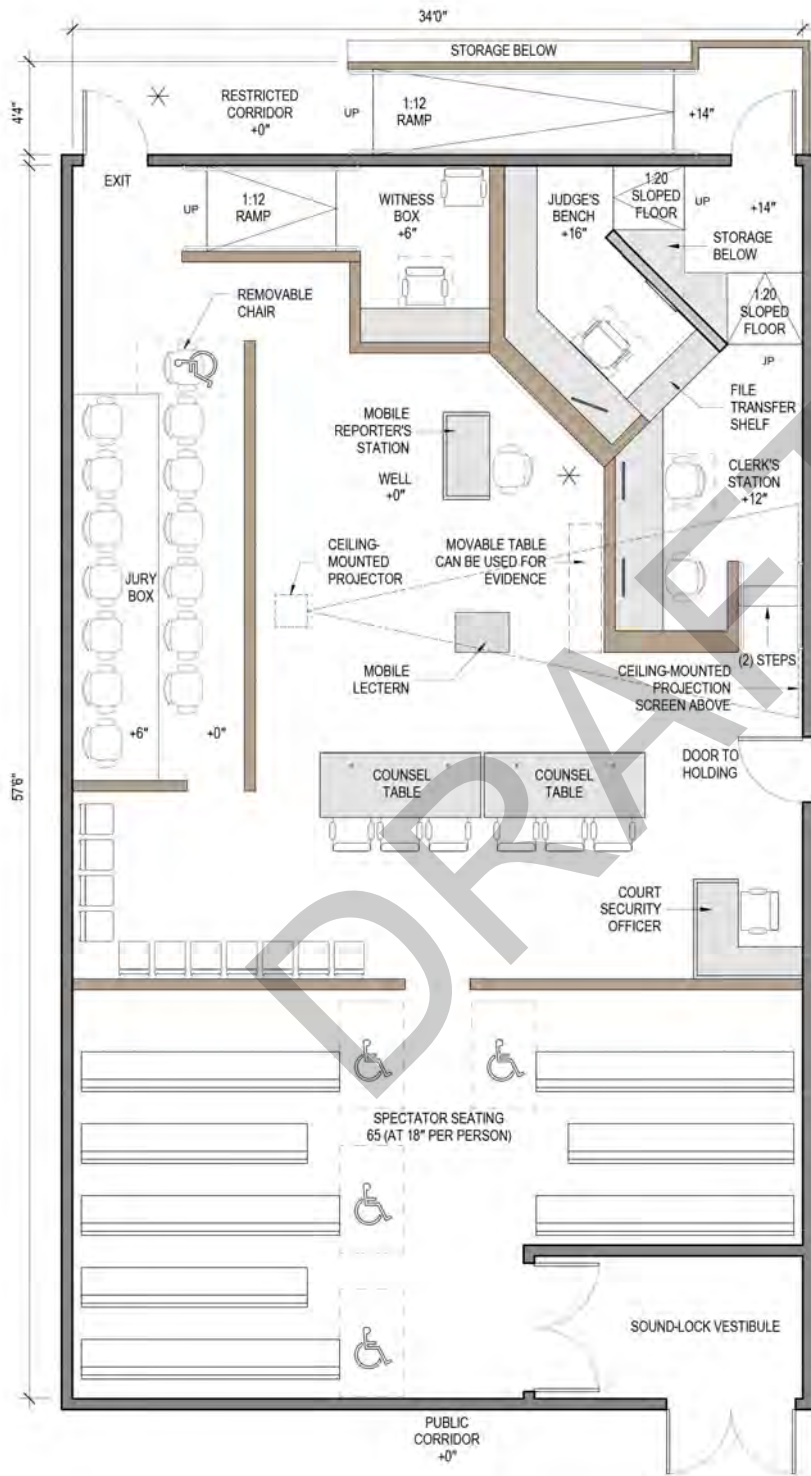 34'0"
STORAGE BELOW
4'4"
RESTRICTED
CORRIDOR
+0"
UP
1:12
RAMP
+14"
EXIT
UP
1:12
RAMP
WITNESS
BOX
+6"
JUDGE'S
BENCH
+16"
1:20
SLOPED
FLOOR
UP
+14"
STORAGE
BELOW
1:20
SLOPED
FLOOR
JP
REMOVABLE
CHAIR
FILE
TRANSFER
SHELF
MOBILE
REPORTER'S
STATION
WELL
+0"
CLERK'S
STATION
+12"
CEILING-
MOUNTED
PROJECTOR
MOVABLE TABLE
CAN BE USED FOR
EVIDENCE
JURY
BOX
MOBILE
LECTERN
(2) STEPS
CEILING-MOUNTED
PROJECTION
SCREEN ABOVE
+6"
+0"
DOOR TO
HOLDING
COUNSEL
TABLE
COUNSEL
TABLE
57'6"
COURT
SECURITY
OFFICER
SPECTATOR SEATING
65 (AT 18" PER PERSON)
SOUND-LOCK VESTIBULE
PUBLIC
CORRIDOR
+0"
DRAFT